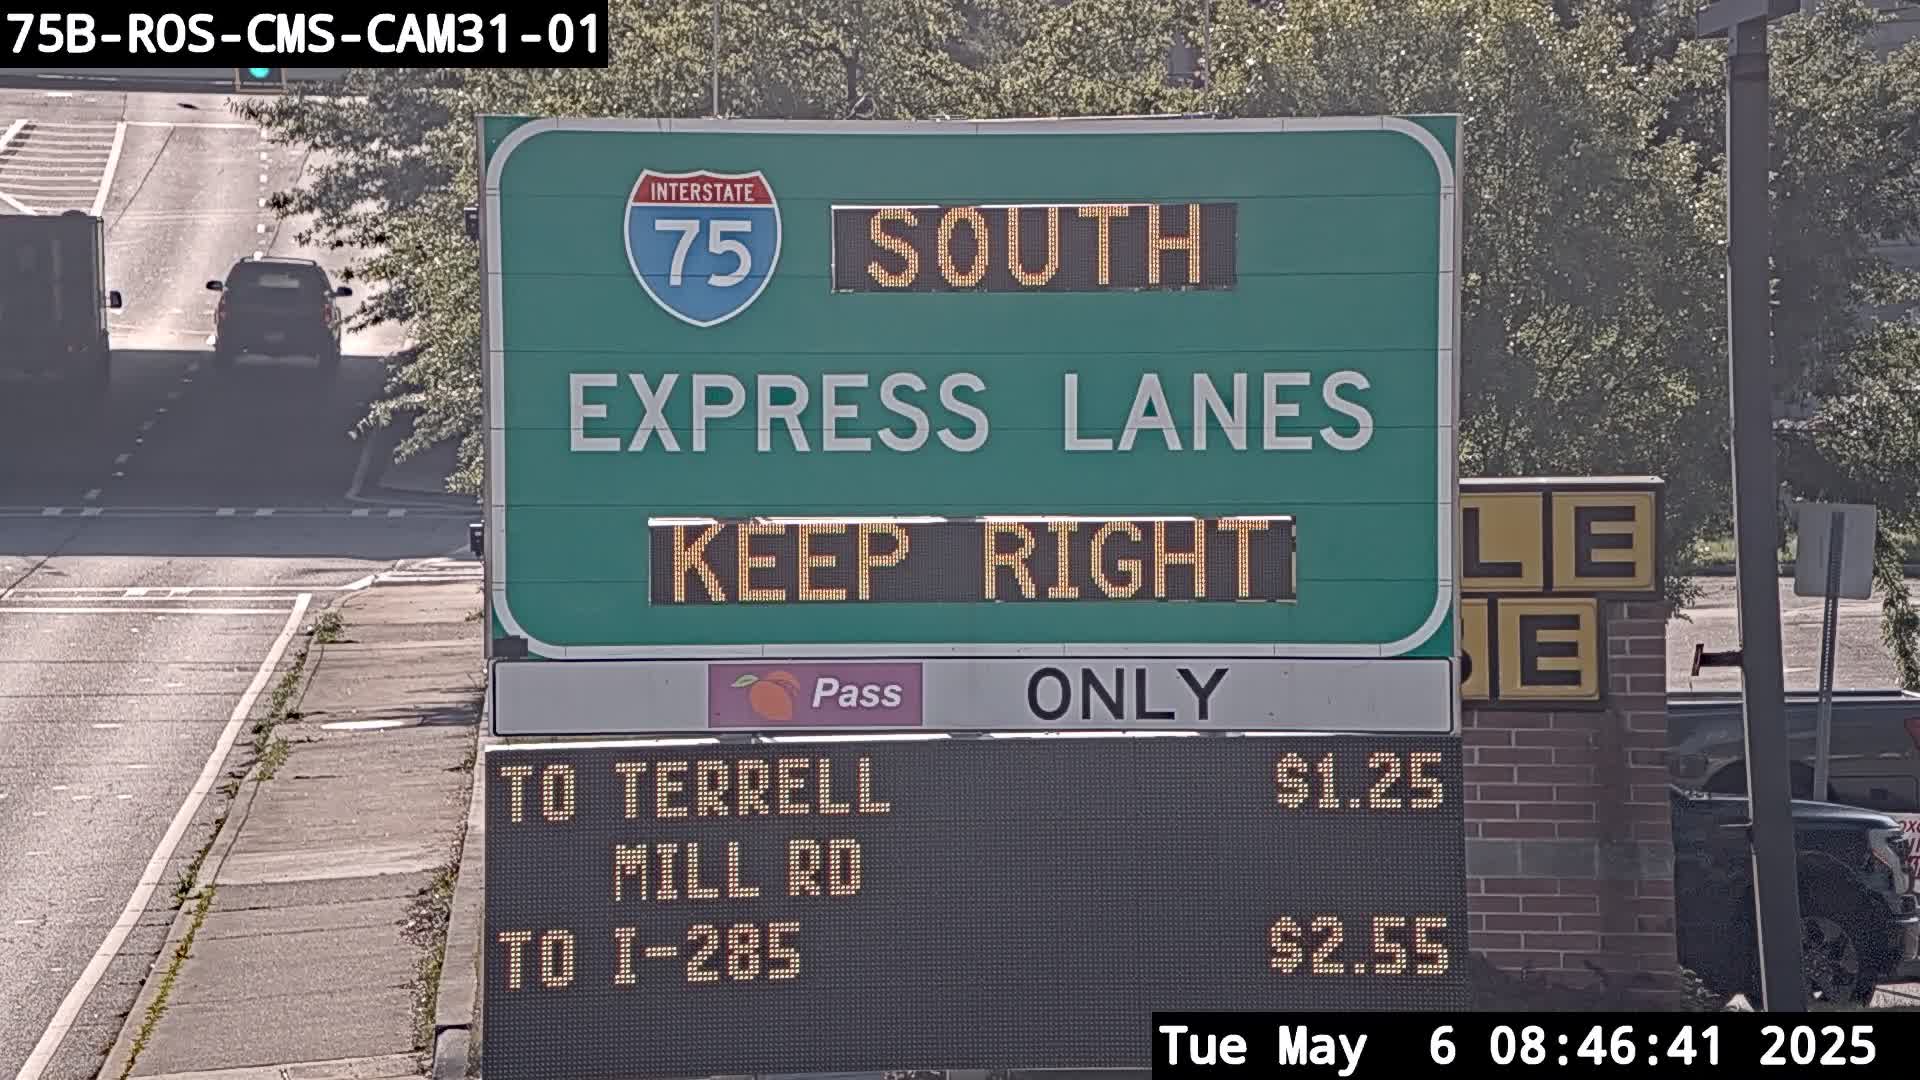 75B-ROS-CMS-CAM31-01
INTERSTATE
75
SOUTH
EXPRESS LANES
KEEP RIGHT
Pass
ONLY
TO TERRELL $1.25
MILL RD
TO I-285 $2.55
LE
E
Tue May 6 08:46:41 2025